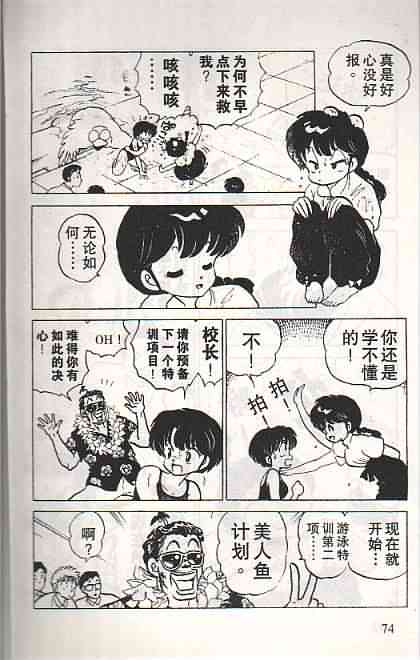 真是好
心没好
报。
为何不早
点下来救
我?
咳咳咳
……
无论如
何……
你还是
学不懂
的!
不!
拍!
拍!
校长!
请你预备
下一个特
训项目!
OH!
难得你有
如此的决
心!
现在就
开始…
游泳特
训第二
项……
美人鱼
计划。
啊?
74